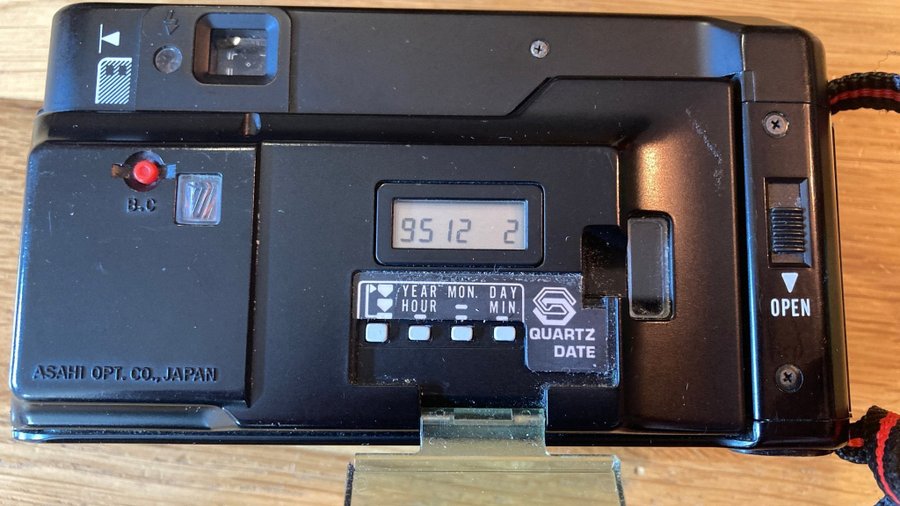 B.C
9512 2
YEAR MON. DAY
HOUR MIN.
QUARTZ
DATE
OPEN
ASAHI OPT. CO., JAPAN